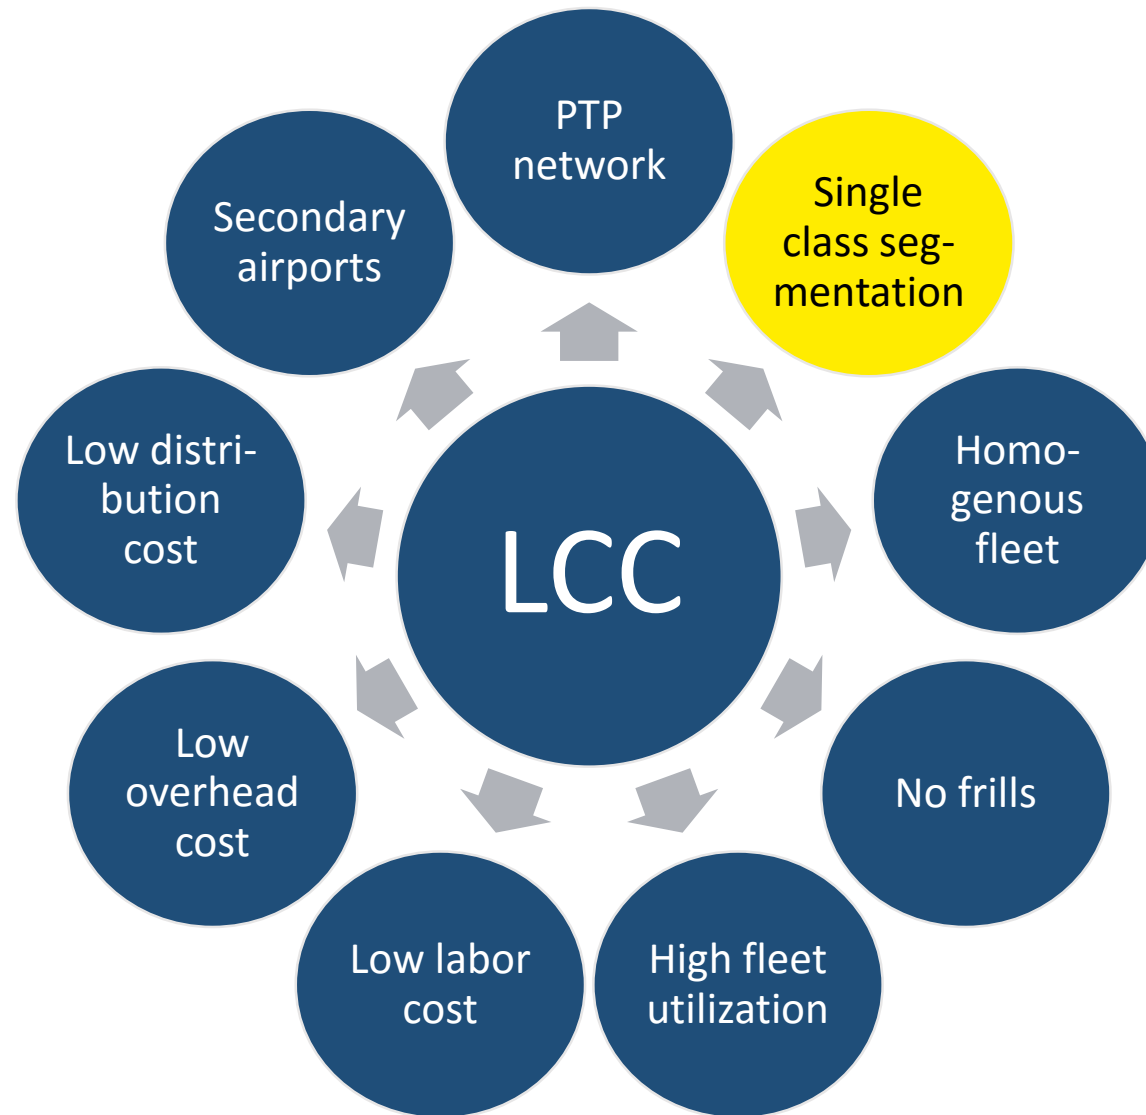 PTP
network
Single
class seg-
mentation
Homo-
genous
fleet
No frills
High fleet
utilization
Low labor
cost
Low
overhead
cost
Low distri-
bution
cost
Secondary
airports
LCC